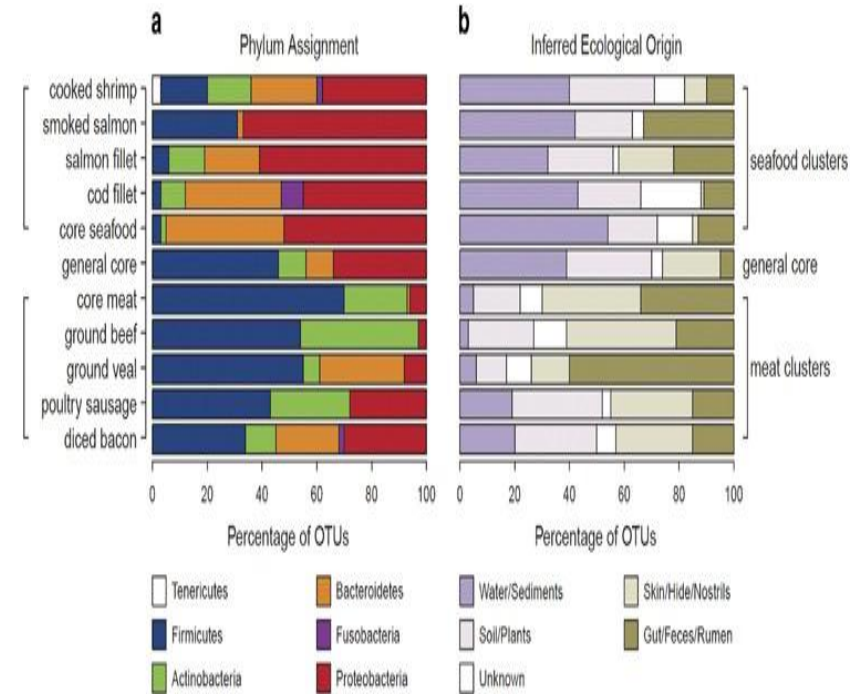 a
b
Phylum Assignment
Inferred Ecological Origin
cooked shrimp
smoked salmon
salmon fillet
cod fillet
core seafood
general core
core meat
ground beef
ground veal
poultry sausage
diced bacon
seafood clusters
general core
meat clusters
0 20 40 60 80 100
0 20 40 60 80 100
Percentage of OTUs
Percentage of OTUs
Tenericutes
Bacteroidetes
Water/Sediments
Skin/Hide/Nostrils
Firmicutes
Fusobacteria
Soil/Plants
Gut/Feces/Rumen
Actinobacteria
Proteobacteria
Unknown